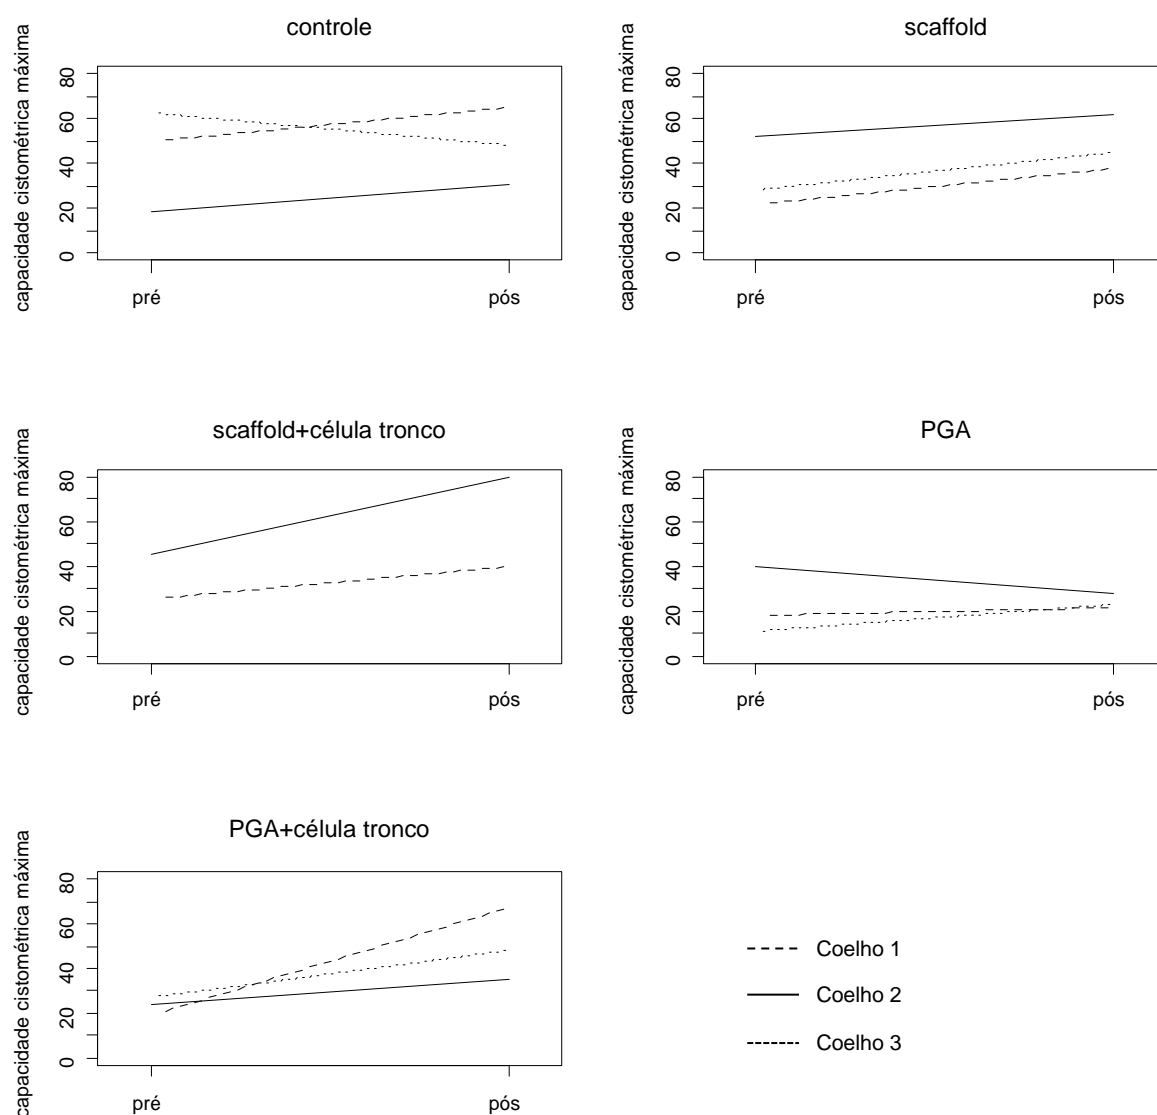 controle
capacidade cistométrica máxima
80
60
40
20
0
pré
pós
scaffold
capacidade cistométrica máxima
80
60
40
20
0
pré
pós
scaffold+célula tronco
capacidade cistométrica máxima
80
60
40
20
0
pré
pós
PGA
capacidade cistométrica máxima
80
60
40
20
0
pré
pós
PGA+célula tronco
capacidade cistométrica máxima
80
60
40
20
0
pré
pós
Coelho 1
Coelho 2
Coelho 3